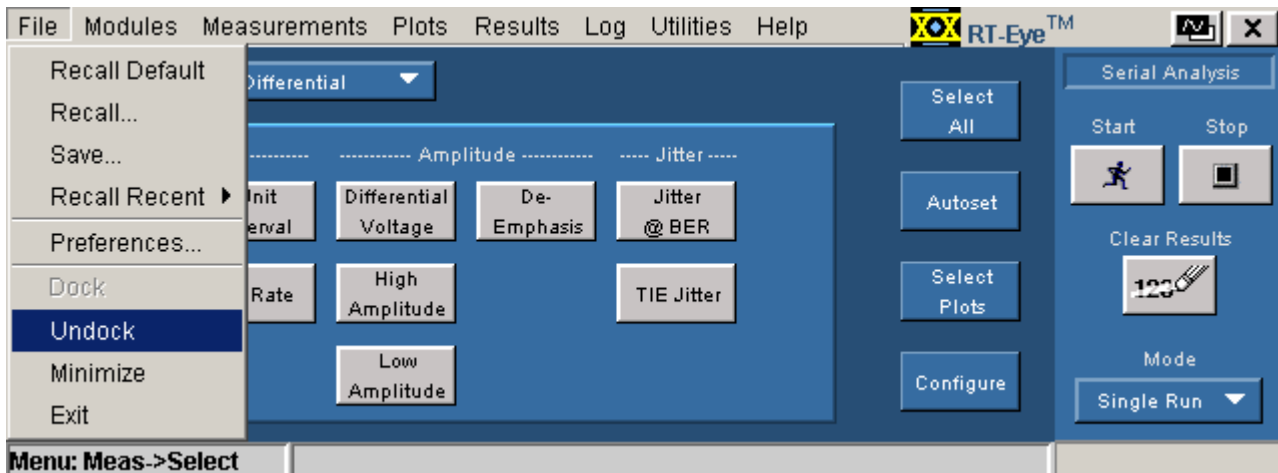 File Modules Measurements Plots Results Log Utilities Help RT-Eye™
Recall Default
Recall...
Save...
Recall Recent
Preferences...
Dock
Undock
Minimize
Exit
Differential
---------- ------------ Amplitude ------------ ----- Jitter -----
Differential
Voltage
De-
Emphasis
Jitter
@ BER
Rate
High
Amplitude
TIE Jitter
Low
Amplitude
Select
All
Autoset
Select
Plots
Configure
Serial Analysis
Start Stop
Clear Results
123
Mode
Single Run
Menu: Meas->Select